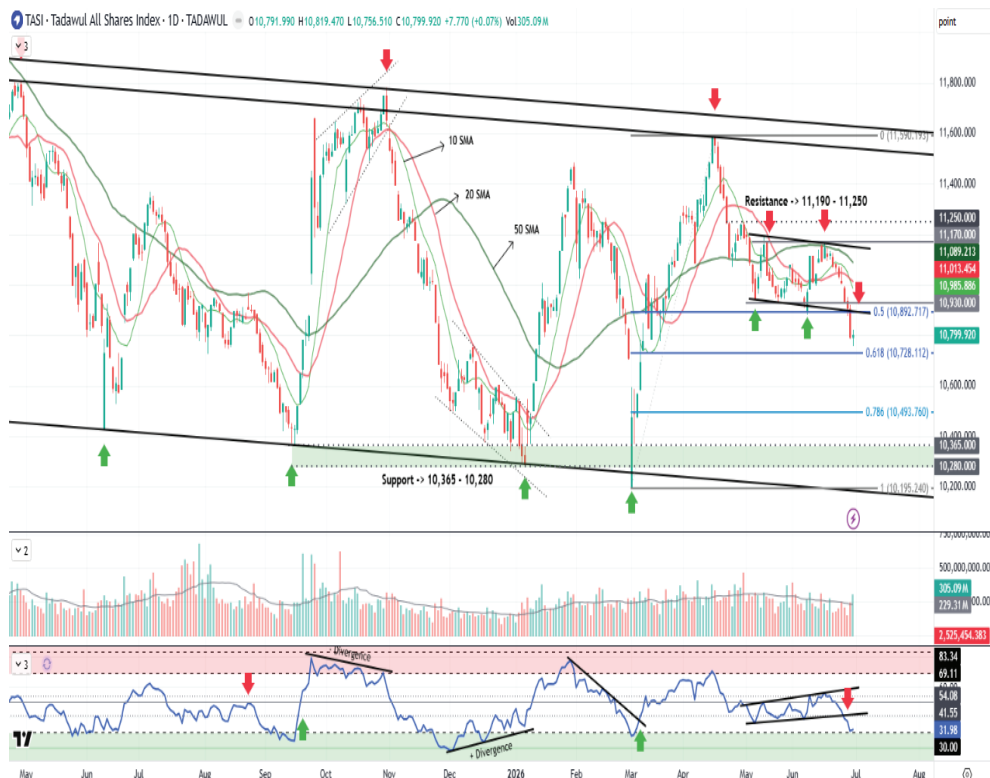 TASI · Tadawul All Shares Index · 1D · TADAWUL O10,791.990 H10,819.470 L10,756.510 C10,799.920 +7.770 (+0.07%) Vol305.09M
point
3
11,800.000
11,600.000
0 (11,590.193)
11,400.000
10 SMA
20 SMA
50 SMA
Resistance -> 11,190 - 11,250
11,250.000
11,170.000
11,089.213
11,013.454
10,985.886
10,930.000
0.5 (10,892.717)
10,799.920
0.618 (10,728.112)
10,600.000
0.786 (10,493.760)
10,400.000
10,365.000
10,280.000
Support -> 10,365 - 10,280
10,200.000
1 (10,195.240)
2
750,000,000.00
500,000,000.00
305.09M
229.31M
2,525,454.383
3
- Divergence
+ Divergence
83.34
69.11
54.08
41.55
31.98
30.00
May Jun Jul Aug Sep Oct Nov Dec 2026 Feb Mar Apr May Jun Jul Aug